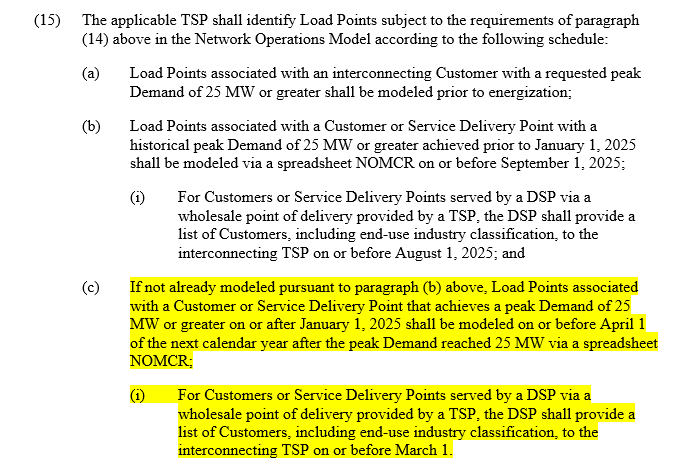 (15) The applicable TSP shall identify Load Points subject to the requirements of paragraph
(14) above in the Network Operations Model according to the following schedule:
(a) Load Points associated with an interconnecting Customer with a requested peak
Demand of 25 MW or greater shall be modeled prior to energization;
(b) Load Points associated with a Customer or Service Delivery Point with a
historical peak Demand of 25 MW or greater achieved prior to January 1, 2025
shall be modeled via a spreadsheet NOMCR on or before September 1, 2025;
(i) For Customers or Service Delivery Points served by a DSP via a
wholesale point of delivery provided by a TSP, the DSP shall provide a
list of Customers, including end-use industry classification, to the
interconnecting TSP on or before August 1, 2025; and
(c) If not already modeled pursuant to paragraph (b) above, Load Points associated
with a Customer or Service Delivery Point that achieves a peak Demand of 25
MW or greater on or after January 1, 2025 shall be modeled on or before April 1
of the next calendar year after the peak Demand reached 25 MW via a spreadsheet
NOMCR;
(i) For Customers or Service Delivery Points served by a DSP via a
wholesale point of delivery provided by a TSP, the DSP shall provide a
list of Customers, including end-use industry classification, to the
interconnecting TSP on or before March 1.